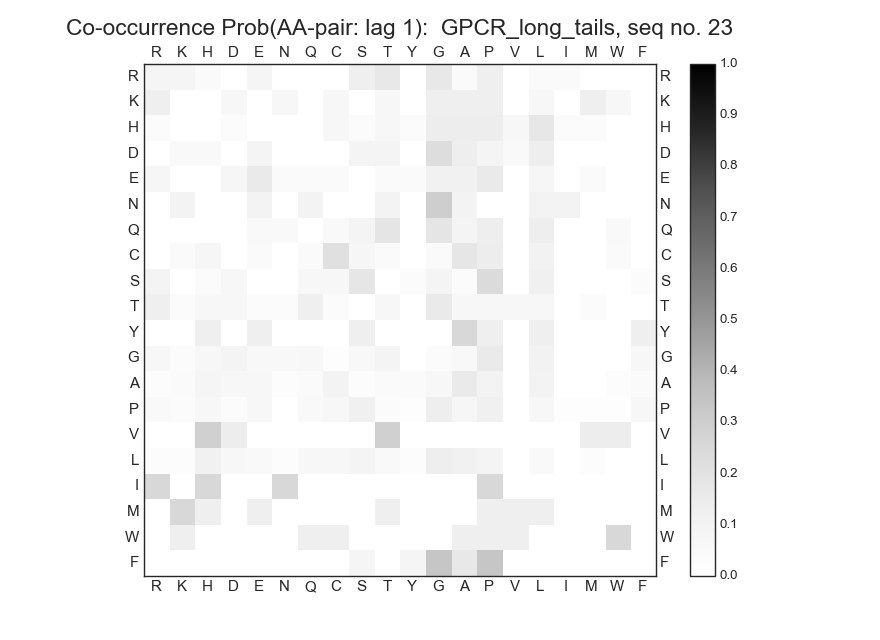 Co-occurrence Prob(AA-pair: lag 1):  GPCR_long_tails, seq no. 23
R K H D E N Q C S T Y G A P V L I M W F
R R
K K
H H
D D
E E
N N
Q Q
C C
S S
T T
Y Y
G G
A A
P P
V V
L L
I I
M M
W W
F F
R K H D E N Q C S T Y G A P V L I M W F
1.0
0.9
0.8
0.7
0.6
0.5
0.4
0.3
0.2
0.1
0.0